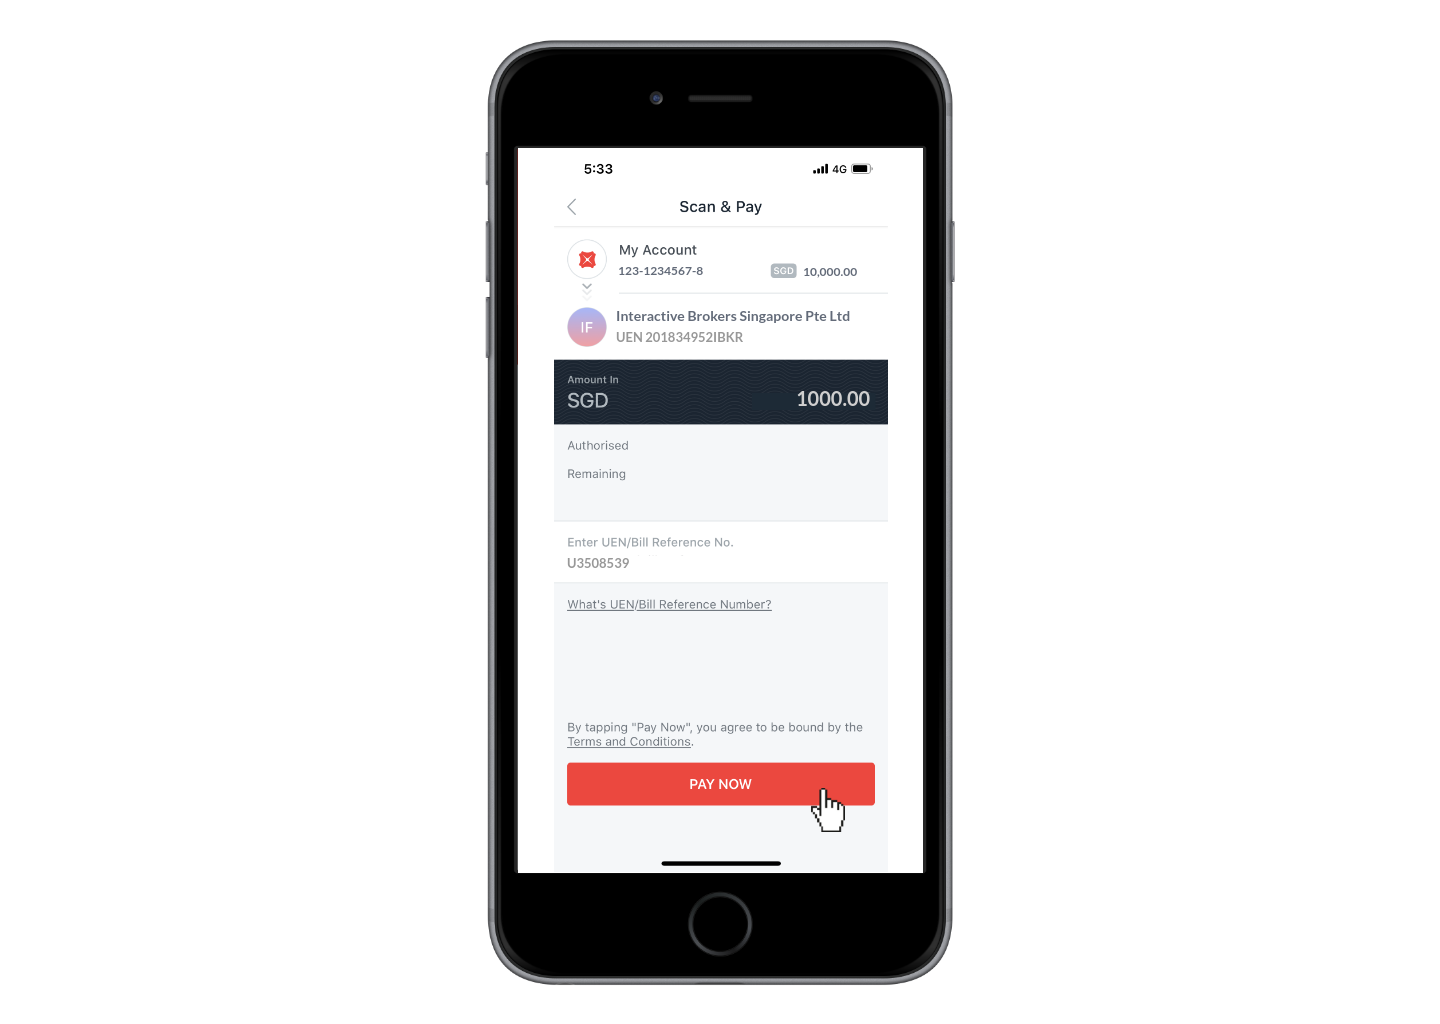 5:33
4G
Scan & Pay
My Account
123-1234567-8
SGD 10,000.00
IF
Interactive Brokers Singapore Pte Ltd
UEN 201834952IBKR
Amount In
SGD
1000.00
Authorised
Remaining
Enter UEN/Bill Reference No.
U3508539
What's UEN/Bill Reference Number?
By tapping "Pay Now", you agree to be bound by the
Terms and Conditions.
PAY NOW